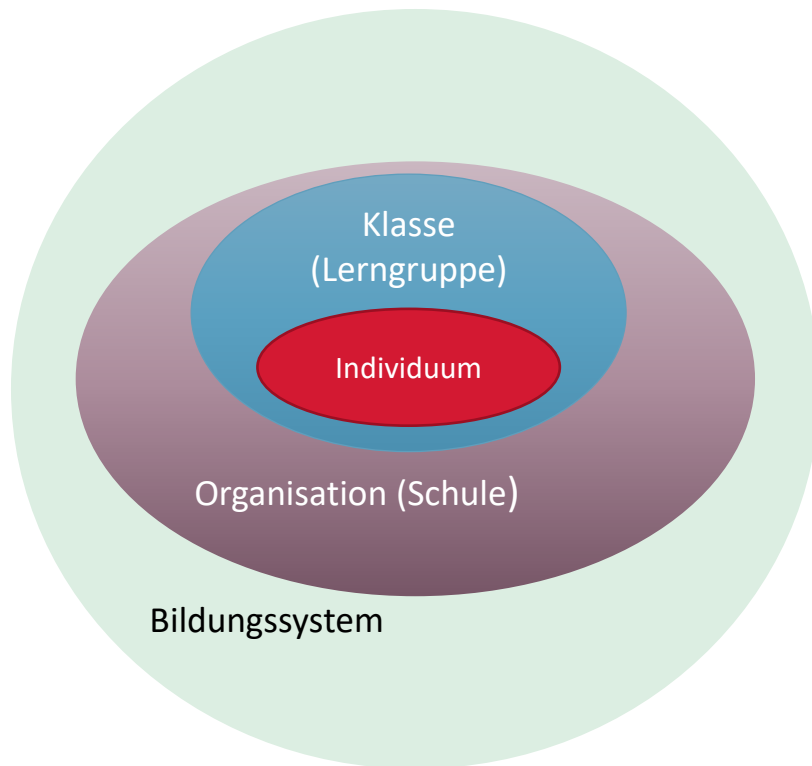 Klasse
(Lerngruppe)
Individuum
Organisation (Schule)
Bildungssystem